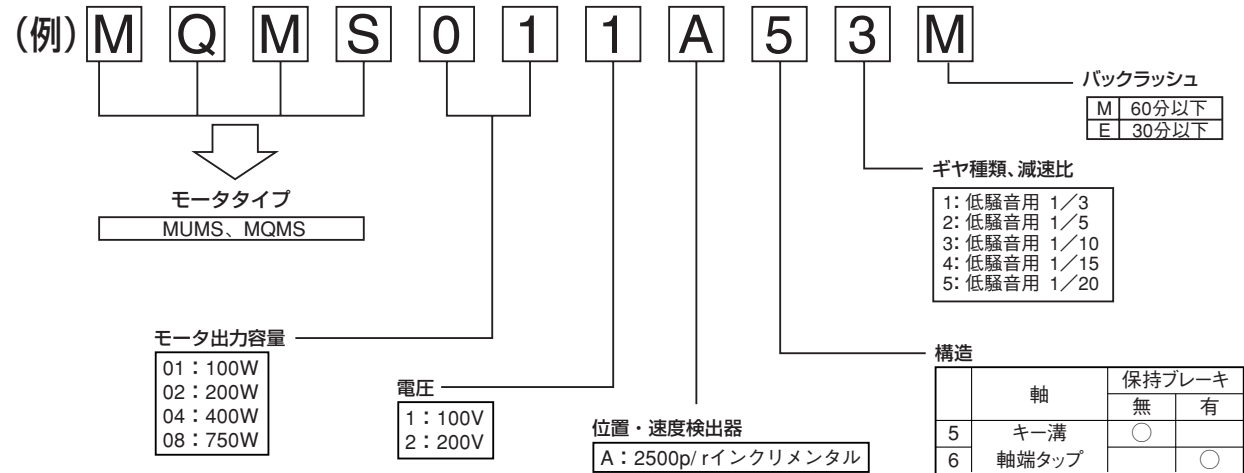 (例) M Q M S 0 1 1 A 5 3 M
バックラッシュ
M 60分以下
E 30分以下
ギヤ種類、減速比
1:低騒音用 1／3
2:低騒音用 1／5
3:低騒音用 1／10
4:低騒音用 1／15
5:低騒音用 1／20
モータタイプ
MUMS、MQMS
モータ出力容量
01：100W
02：200W
04：400W
08：750W
電圧
1：100V
2：200V
位置・速度検出器
A：2500p/rインクリメンタル
構造
軸 保持ブレーキ
無 有
5 キー溝 ○
6 軸端タップ ○